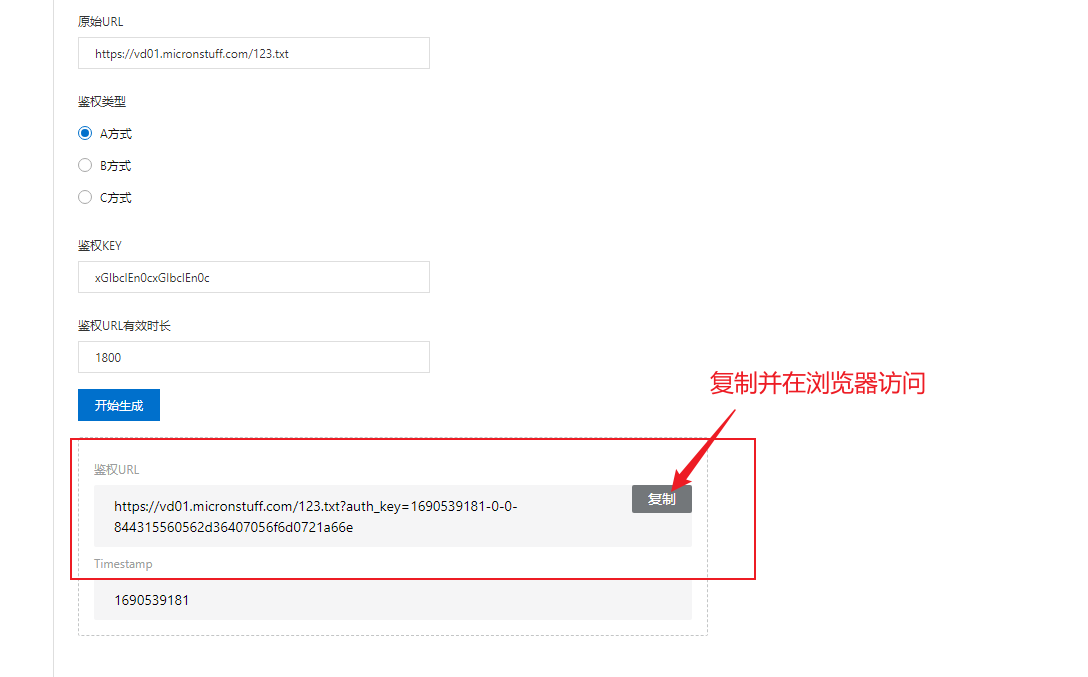 原始URL
https://vd01.micronstuff.com/123.txt
鉴权类型
A方式
B方式
C方式
鉴权KEY
xGlbclEn0cxGlbclEn0c
鉴权URL有效时长
1800
复制并在浏览器访问
开始生成
鉴权URL
复制
https://vd01.micronstuff.com/123.txt?auth_key=1690539181-0-0-
844315560562d36407056f6d0721a66e
Timestamp
1690539181